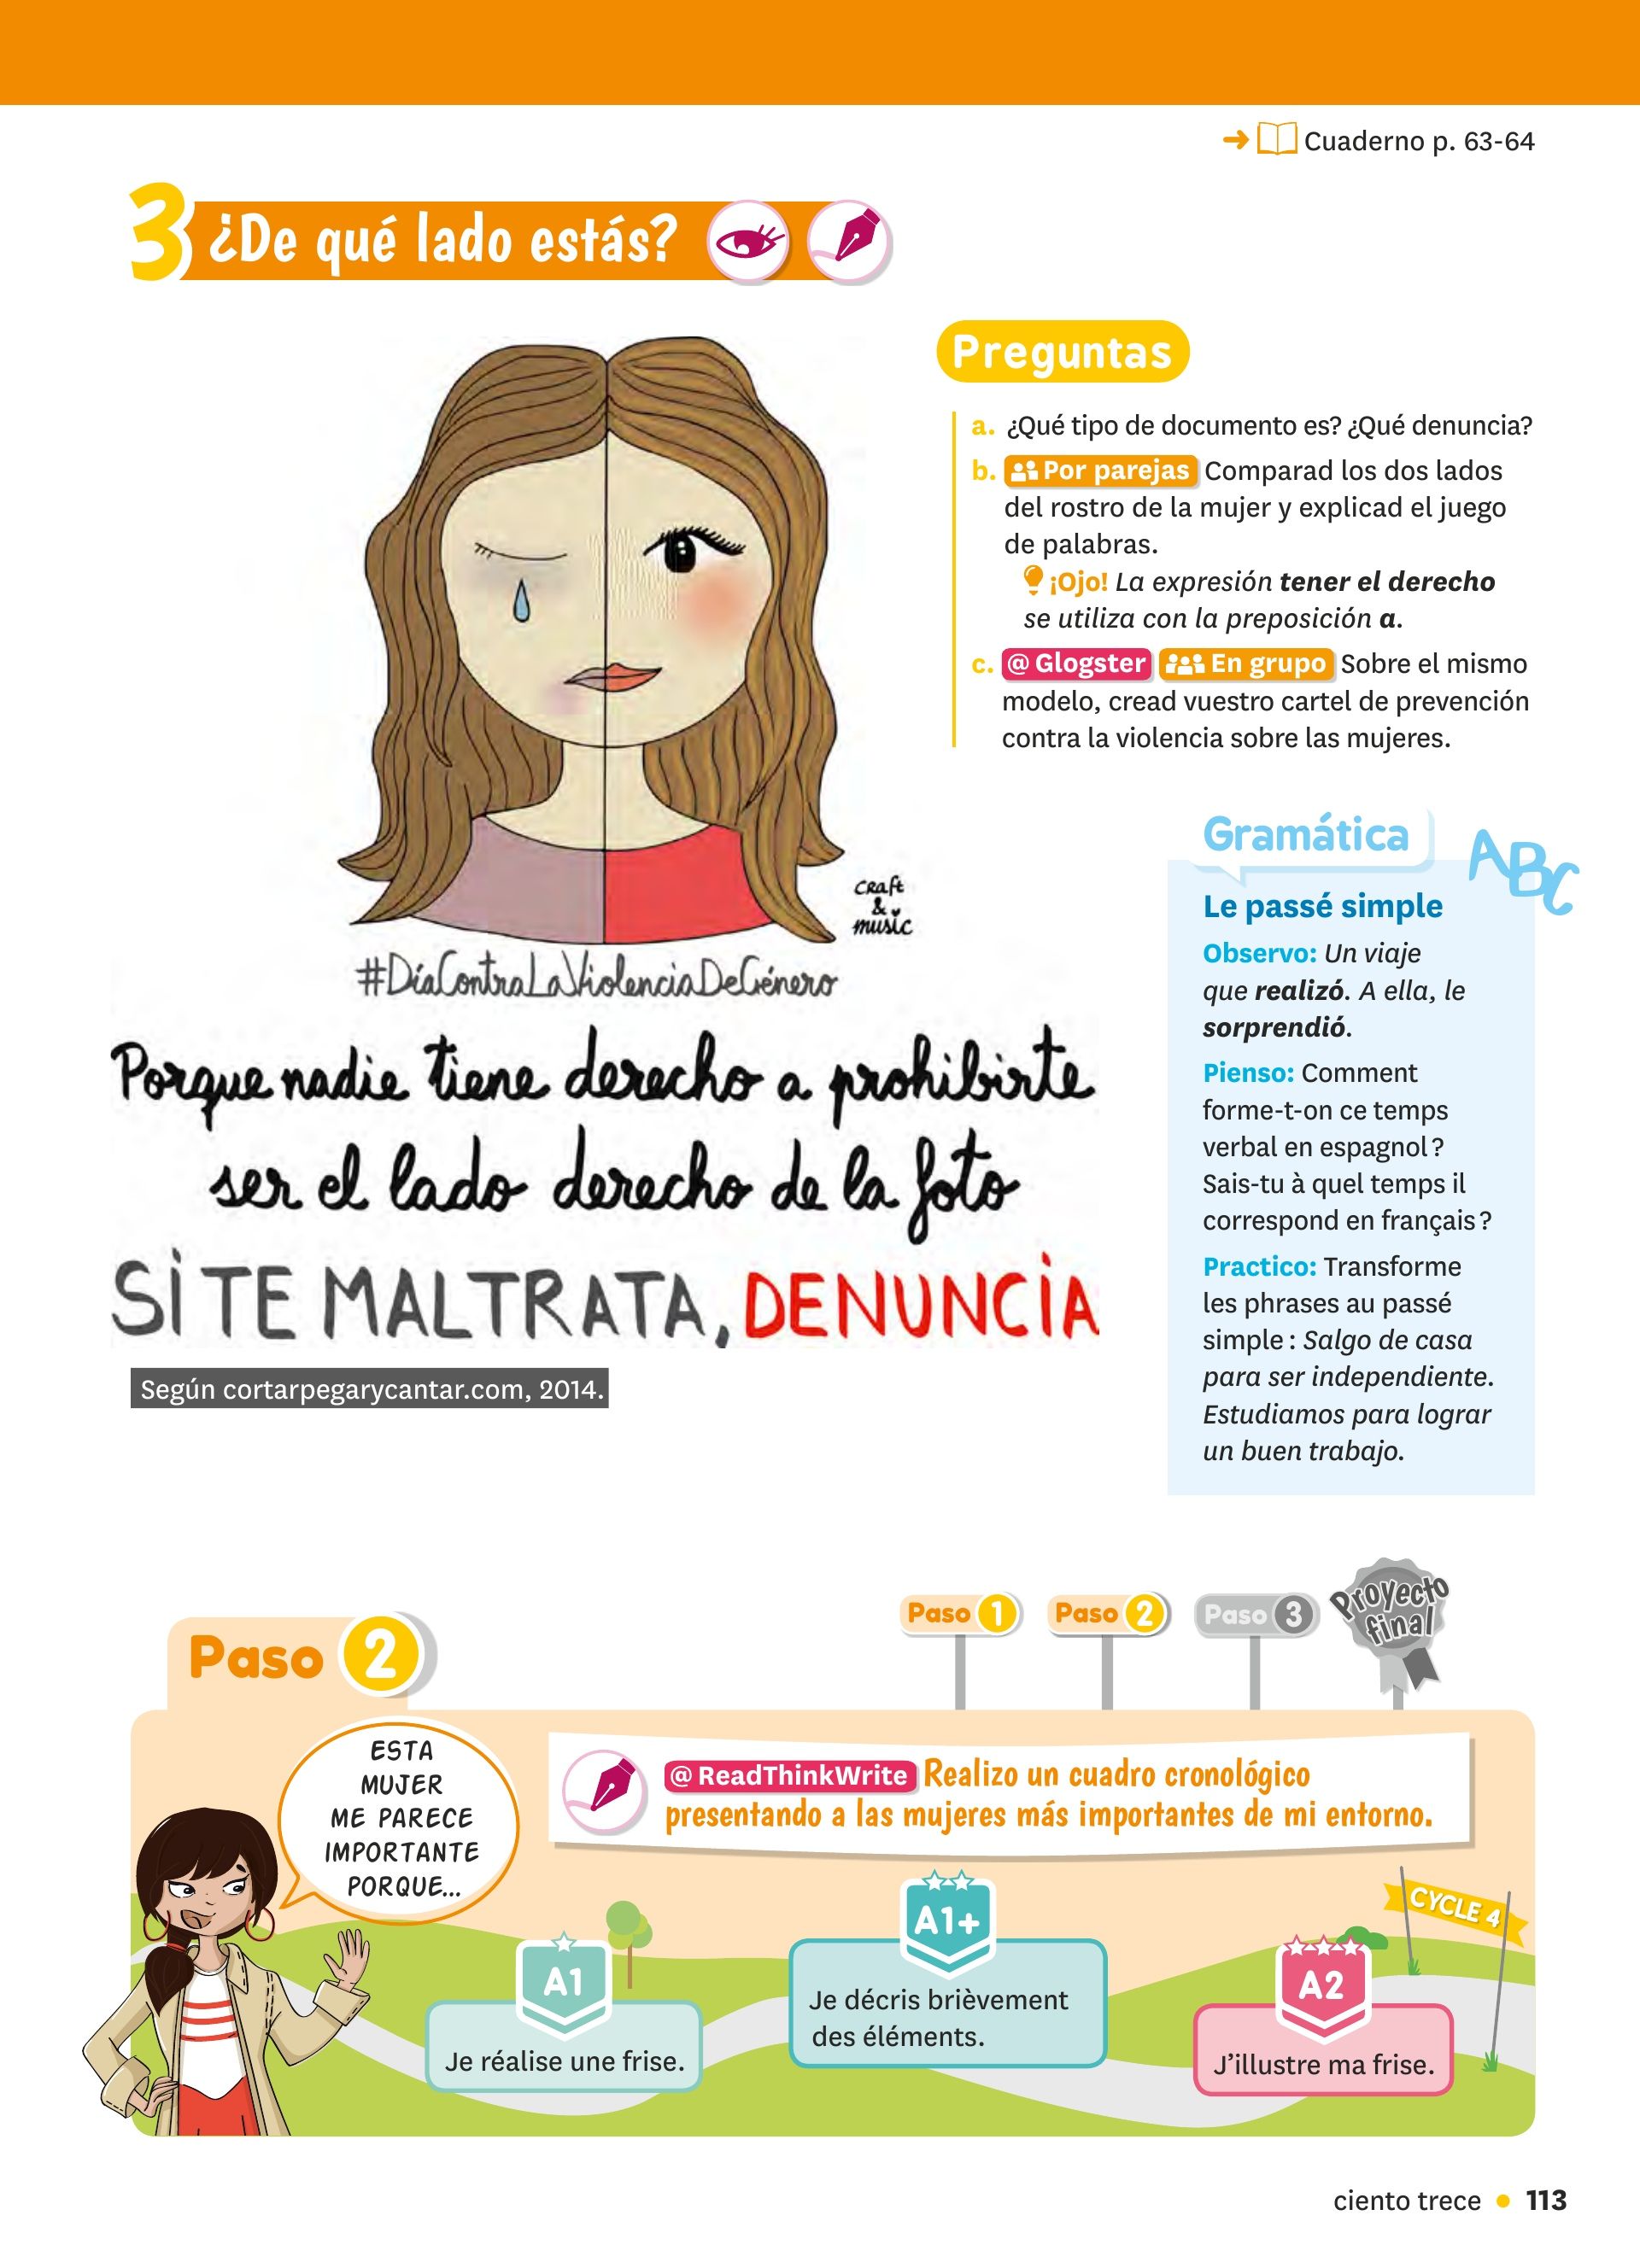 Cuaderno p. 63-64
3 ¿De qué lado estás?
craft
&
music
#DíaContraLaViolenciaDeGénero
Porque nadie tiene derecho a prohibirte
ser el lado derecho de la foto
Si TE MALTRATA, DENUNCiA
Según cortarpegarycantar.com, 2014.
Preguntas
a. ¿Qué tipo de documento es? ¿Qué denuncia?
b. Por parejas Comparad los dos lados
del rostro de la mujer y explicad el juego
de palabras.
¡Ojo! La expresión tener el derecho
se utiliza con la preposición a.
c. @ Glogster En grupo Sobre el mismo
modelo, cread vuestro cartel de prevención
contra la violencia sobre las mujeres.
Gramática
ABC
Le passé simple
Observo: Un viaje
que realizó. A ella, le
sorprendió.
Pienso: Comment
forme-t-on ce temps
verbal en espagnol ?
Sais-tu à quel temps il
correspond en français ?
Practico: Transforme
les phrases au passé
simple : Salgo de casa
para ser independiente.
Estudiamos para lograr
un buen trabajo.
Paso 1 Paso 2 Paso 3 Proyecto
final
Paso 2
ESTA
MUJER
ME PARECE
IMPORTANTE
PORQUE...
@ ReadThinkWrite Realizo un cuadro cronológico
presentando a las mujeres más importantes de mi entorno.
A1
Je réalise une frise.
A1+
Je décris brièvement
des éléments.
A2
J'illustre ma frise.
CYCLE 4
ciento trece • 113